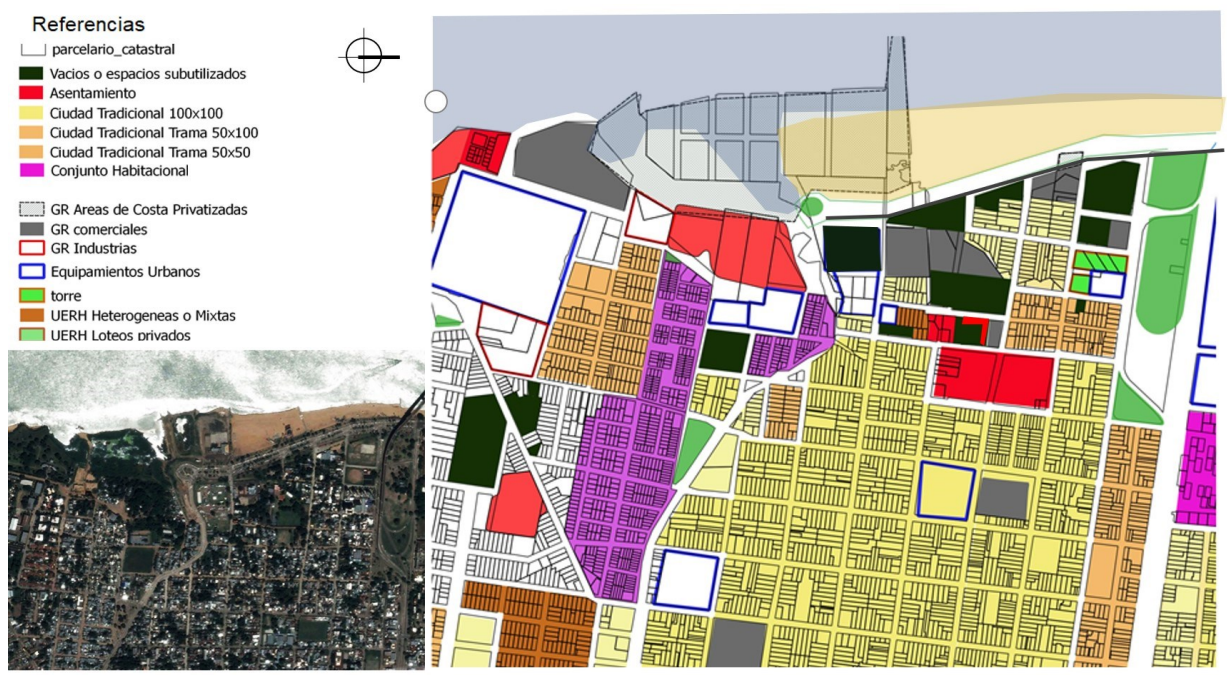 Referencias
parcelario_catastral
Vacios o espacios subutilizados
Asentamiento
Ciudad Tradicional 100x100
Ciudad Tradicional Trama 50x100
Ciudad Tradicional Trama 50x50
Conjunto Habitacional
GR Areas de Costa Privatizadas
GR comerciales
GR Industrias
Equipamientos Urbanos
torre
UERH Heterogeneas o Mixtas
UERH Loteos privados